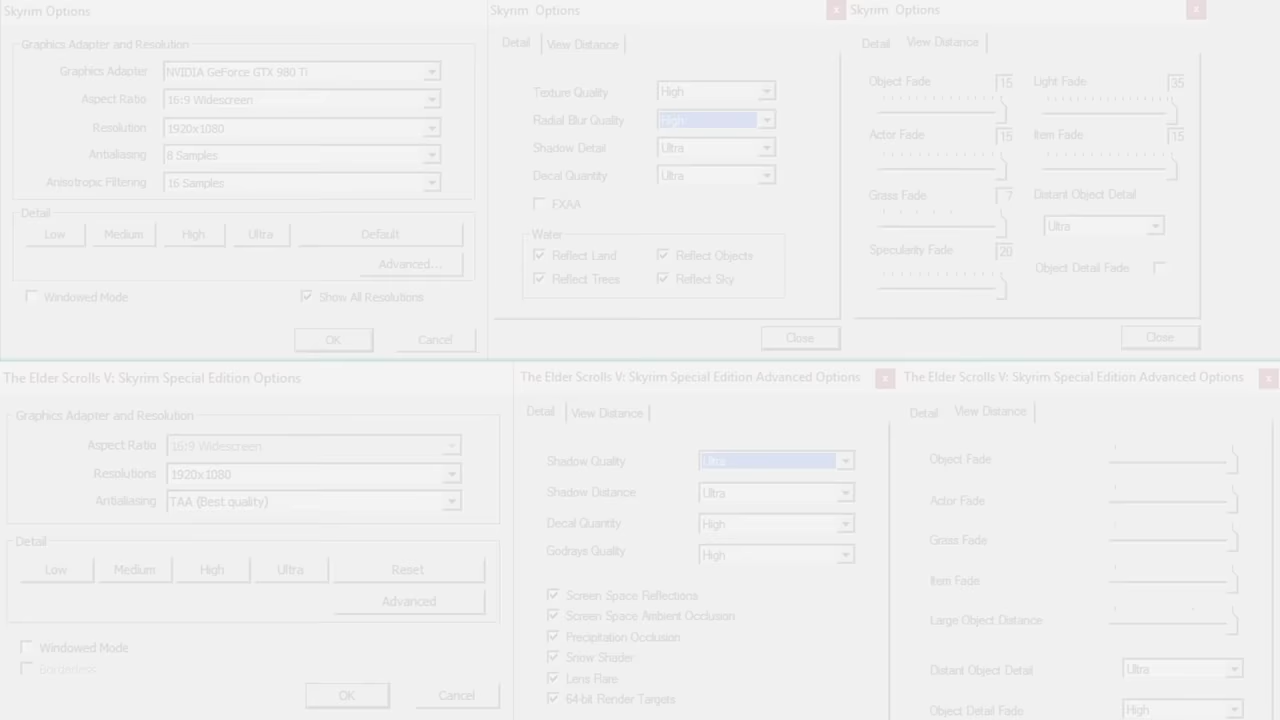 Skyrim Options
Graphics Adapter and Resolution
Graphics Adapter NVIDIA GeForce GTX 980 Ti
Aspect Ratio 16:9 Widescreen
Resolution 1920x1080
Antialiasing 8 Samples
Anisotropic Filtering 16 Samples
Detail
Low Medium High Ultra Default
Advanced...
Windowed Mode Show All Resolutions
OK Cancel
Skyrim Options x
Detail View Distance
Texture Quality High
Radial Blur Quality High
Shadow Detail Ultra
Decal Quantity Ultra
FXAA
Water
Reflect Land Reflect Objects
Reflect Trees Reflect Sky
Close
Skyrim Options x
Detail View Distance
Object Fade 15 Light Fade 35
Actor Fade 15 Item Fade 15
Grass Fade 7 Distant Object Detail
Ultra
Specularity Fade 20
Object Detail Fade
Close
The Elder Scrolls V: Skyrim Special Edition Options
Graphics Adapter and Resolution
Aspect Ratio 16:9 Widescreen
Resolutions 1920x1080
Antialiasing TAA (Best quality)
Detail
Low Medium High Ultra Reset
Advanced
Windowed Mode
Borderless
OK Cancel
The Elder Scrolls V: Skyrim Special Edition Advanced Options x
Detail View Distance
Shadow Quality Ultra
Shadow Distance Ultra
Decal Quantity High
Godrays Quality High
Screen Space Reflections
Screen Space Ambient Occlusion
Precipitation Occlusion
Snow Shader
Lens Flare
64-bit Render Targets
The Elder Scrolls V: Skyrim Special Edition Advanced Options x
Detail View Distance
Object Fade
Actor Fade
Grass Fade
Item Fade
Large Object Distance
Distant Object Detail Ultra
Object Detail Fade High